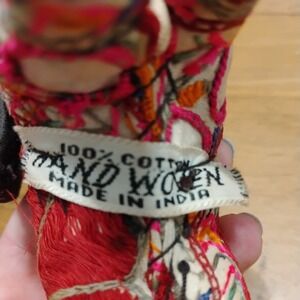 100% COTTON
HAND WOVEN
MADE IN INDIA